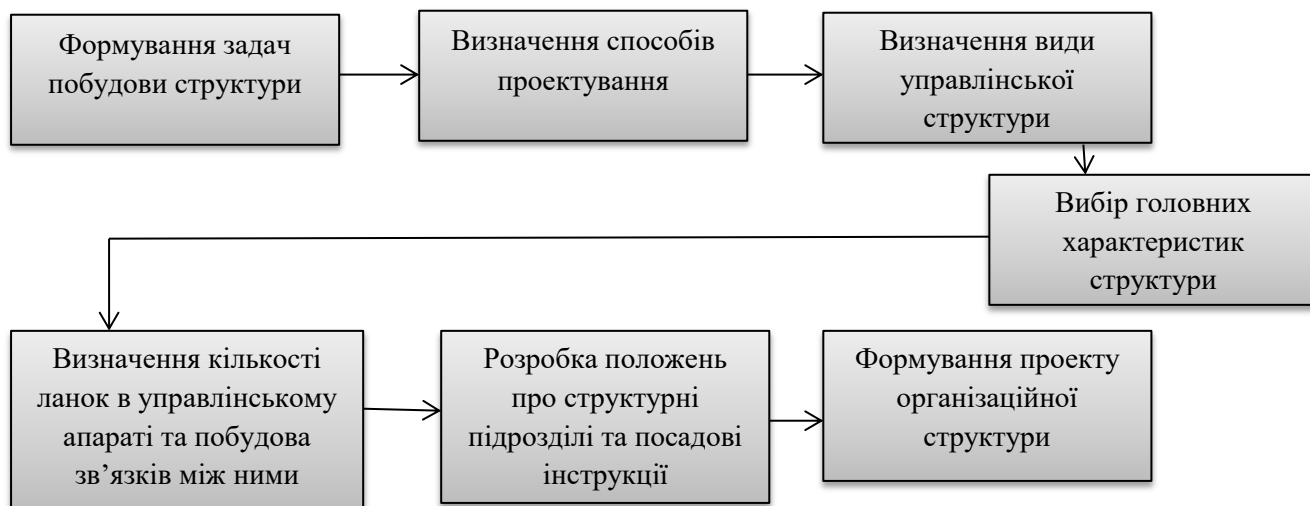 Формування задач
побудови структури
Визначення способів
проектування
Визначення види
управлінської
структури
Вибір головних
характеристик
структури
Визначення кількості
ланок в управлінському
апараті та побудова
зв’язків між ними
Розробка положень
про структурні
підрозділі та посадові
інструкції
Формування проекту
організаційної
структури